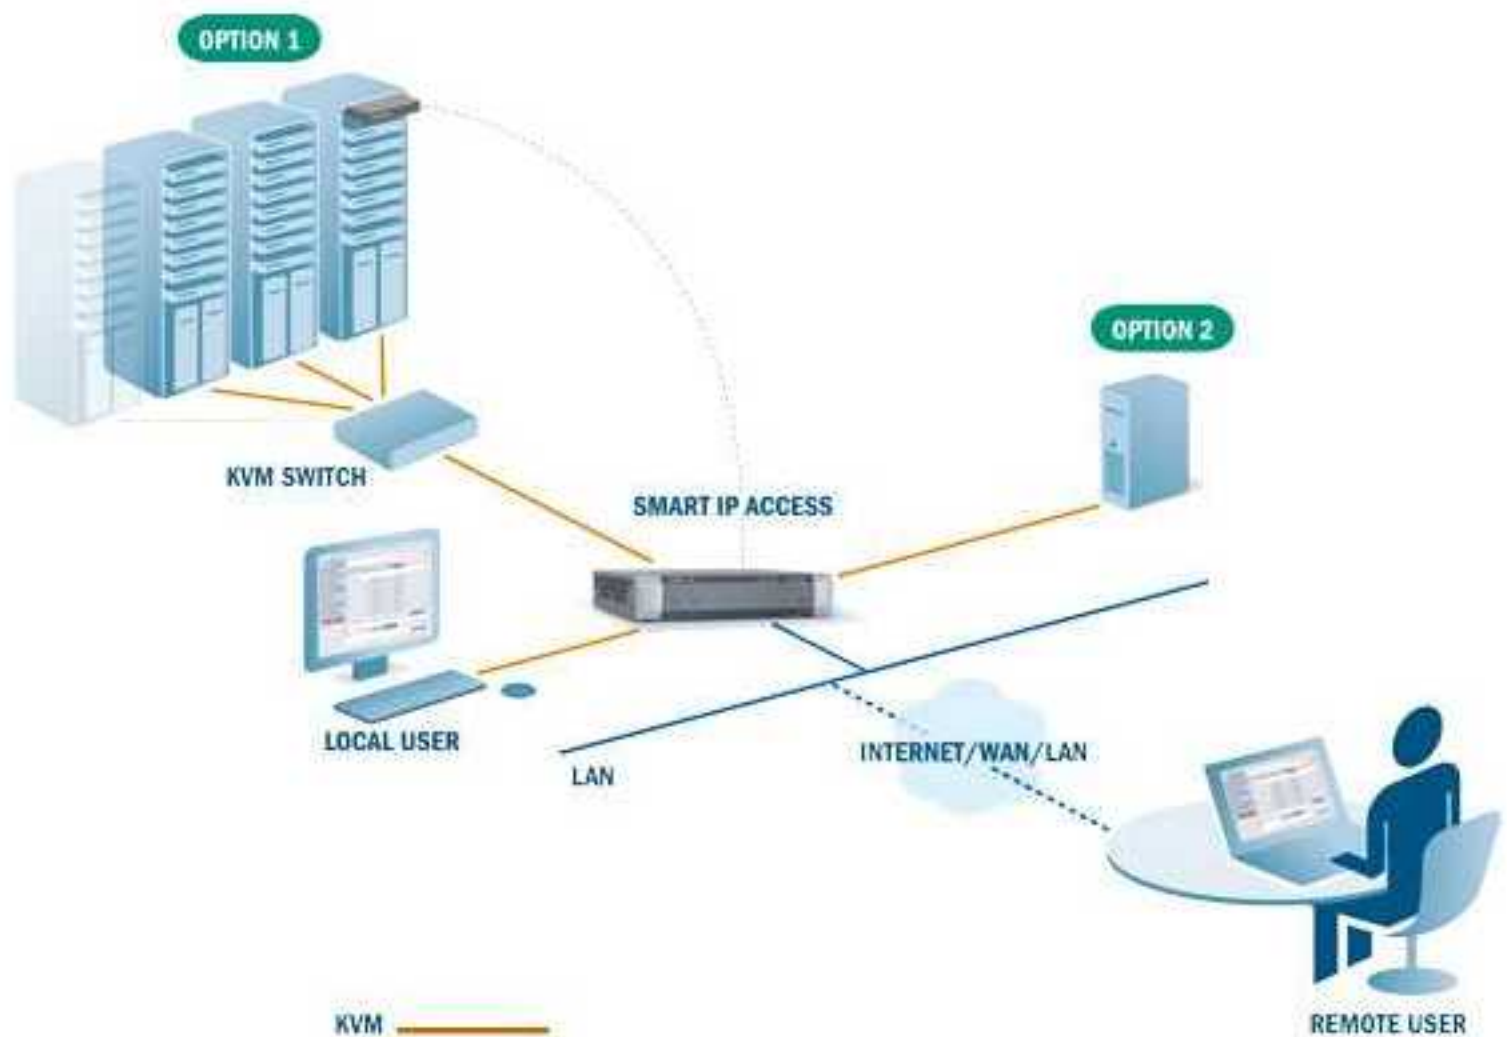 OPTION 1
OPTION 2
KVM SWITCH
SMART IP ACCESS
LOCAL USER
LAN
INTERNET/WAN/LAN
KVM
REMOTE USER